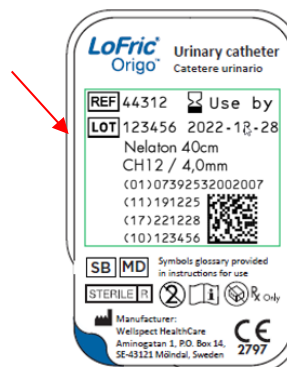 LoFric®
Origo™
Urinary catheter
Catetere urinario
REF 44312 Use by
LOT 123456 2022-12-28
Nelaton 40cm
CH12 / 4,0mm
(01)07392532002007
(11)191225
(17)221228
(10)123456
SB MD Symbols glossary provided
in instructions for use
STERILE R 2 i Rx Only
Manufacturer:
Wellspect HealthCare
Aminogatan 1, P.O. Box 14,
SE-43121 Mölndal, Sweden
CE
2797